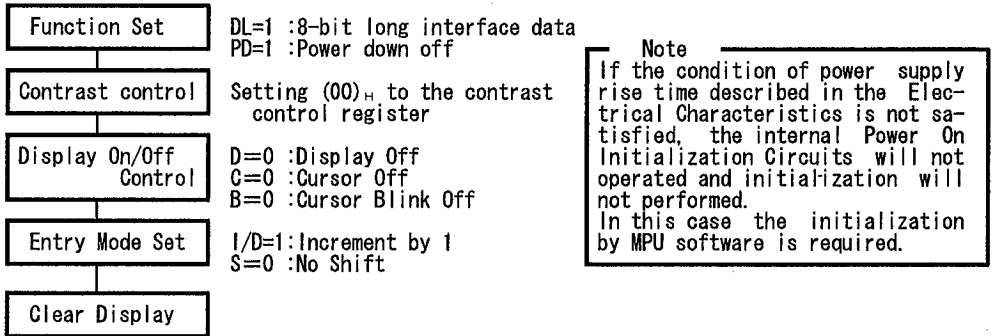 Function Set
DL=1 :8-bit long interface data
PD=1 :Power down off
Contrast control
Setting (00)H to the contrast
control register
Display On/Off
Control
D=0 :Display Off
C=0 :Cursor Off
B=0 :Cursor Blink Off
Entry Mode Set
I/D=1:Increment by 1
S=0 :No Shift
Clear Display
Note
If the condition of power supply
rise time described in the Elec-
trical Characteristics is not sa-
tisfied, the internal Power On
Initialization Circuits will not
operated and initial-ization will
not performed.
In this case the initialization
by MPU software is required.